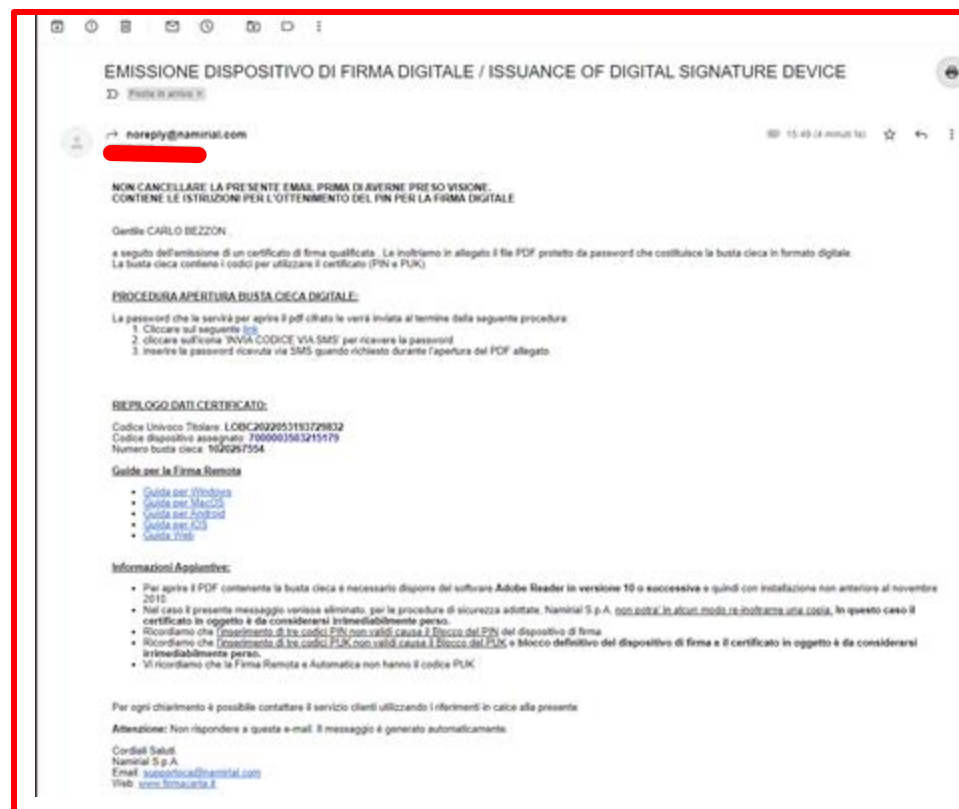 EMISSIONE DISPOSITIVO DI FIRMA DIGITALE / ISSUANCE OF DIGITAL SIGNATURE DEVICE
Posta in arrivo ×
noreply@namirial.com
15:49 (4 minuti fa)
NON CANCELLARE LA PRESENTE EMAIL PRIMA DI AVERNE PRESO VISIONE.
CONTIENE LE ISTRUZIONI PER L'OTTENIMENTO DEL PIN PER LA FIRMA DIGITALE
Gentile CARLO BEZZON ,
a seguito dell'emissione di un certificato di firma qualificata , Le inoltriamo in allegato il file PDF protetto da password che costituisce la busta cieca in formato digitale.
La busta cieca contiene i codici per utilizzare il certificato (PIN e PUK).
PROCEDURA APERTURA BUSTA CIECA DIGITALE:
La password che le servirà per aprire il pdf cifrato le verrà inviata al termine della seguente procedura:
1. Cliccare sul seguente link
2. cliccare sull'icona 'INVIA CODICE VIA SMS' per ricevere la password
3. inserire la password ricevuta via SMS quando richiesto durante l'apertura del PDF allegato
RIEPILOGO DATI CERTIFICATO:
Codice Univoco Titolare: LOBC2022053193729832
Codice dispositivo assegnato: 7000003503215179
Numero busta cieca: 1020267554
Guide per la Firma Remota
• Guida per Windows
• Guida per MacOS
• Guida per Android
• Guida per iOS
• Guida Web
Informazioni Aggiuntive:
• Per aprire il PDF contenente la busta cieca è necessario disporre del software Adobe Reader in versione 10 o successiva e quindi con installazione non anteriore al novembre
2010.
• Nel caso il presente messaggio venisse eliminato, per le procedure di sicurezza adottate, Namirial S.p.A. non potra' in alcun modo re-inoltrarne una copia. In questo caso il
certificato in oggetto è da considerarsi irrimediabilmente perso.
• Ricordiamo che l'inserimento di tre codici PIN non validi causa il Blocco del PIN del dispositivo di firma.
• Ricordiamo che l'inserimento di tre codici PUK non validi causa il Blocco del PUK e blocco definitivo del dispositivo di firma e il certificato in oggetto è da considerarsi
irrimediabilmente perso.
• Vi ricordiamo che la Firma Remota e Automatica non hanno il codice PUK
Per ogni chiarimento è possibile contattare il servizio clienti utilizzando i riferimenti in calce alla presente
Attenzione: Non rispondere a questa e-mail. Il messaggio è generato automaticamente.
Cordiali Saluti.
Namirial S.p.A.
Email: supportoca@namirial.com
Web: www.firmacerta.it